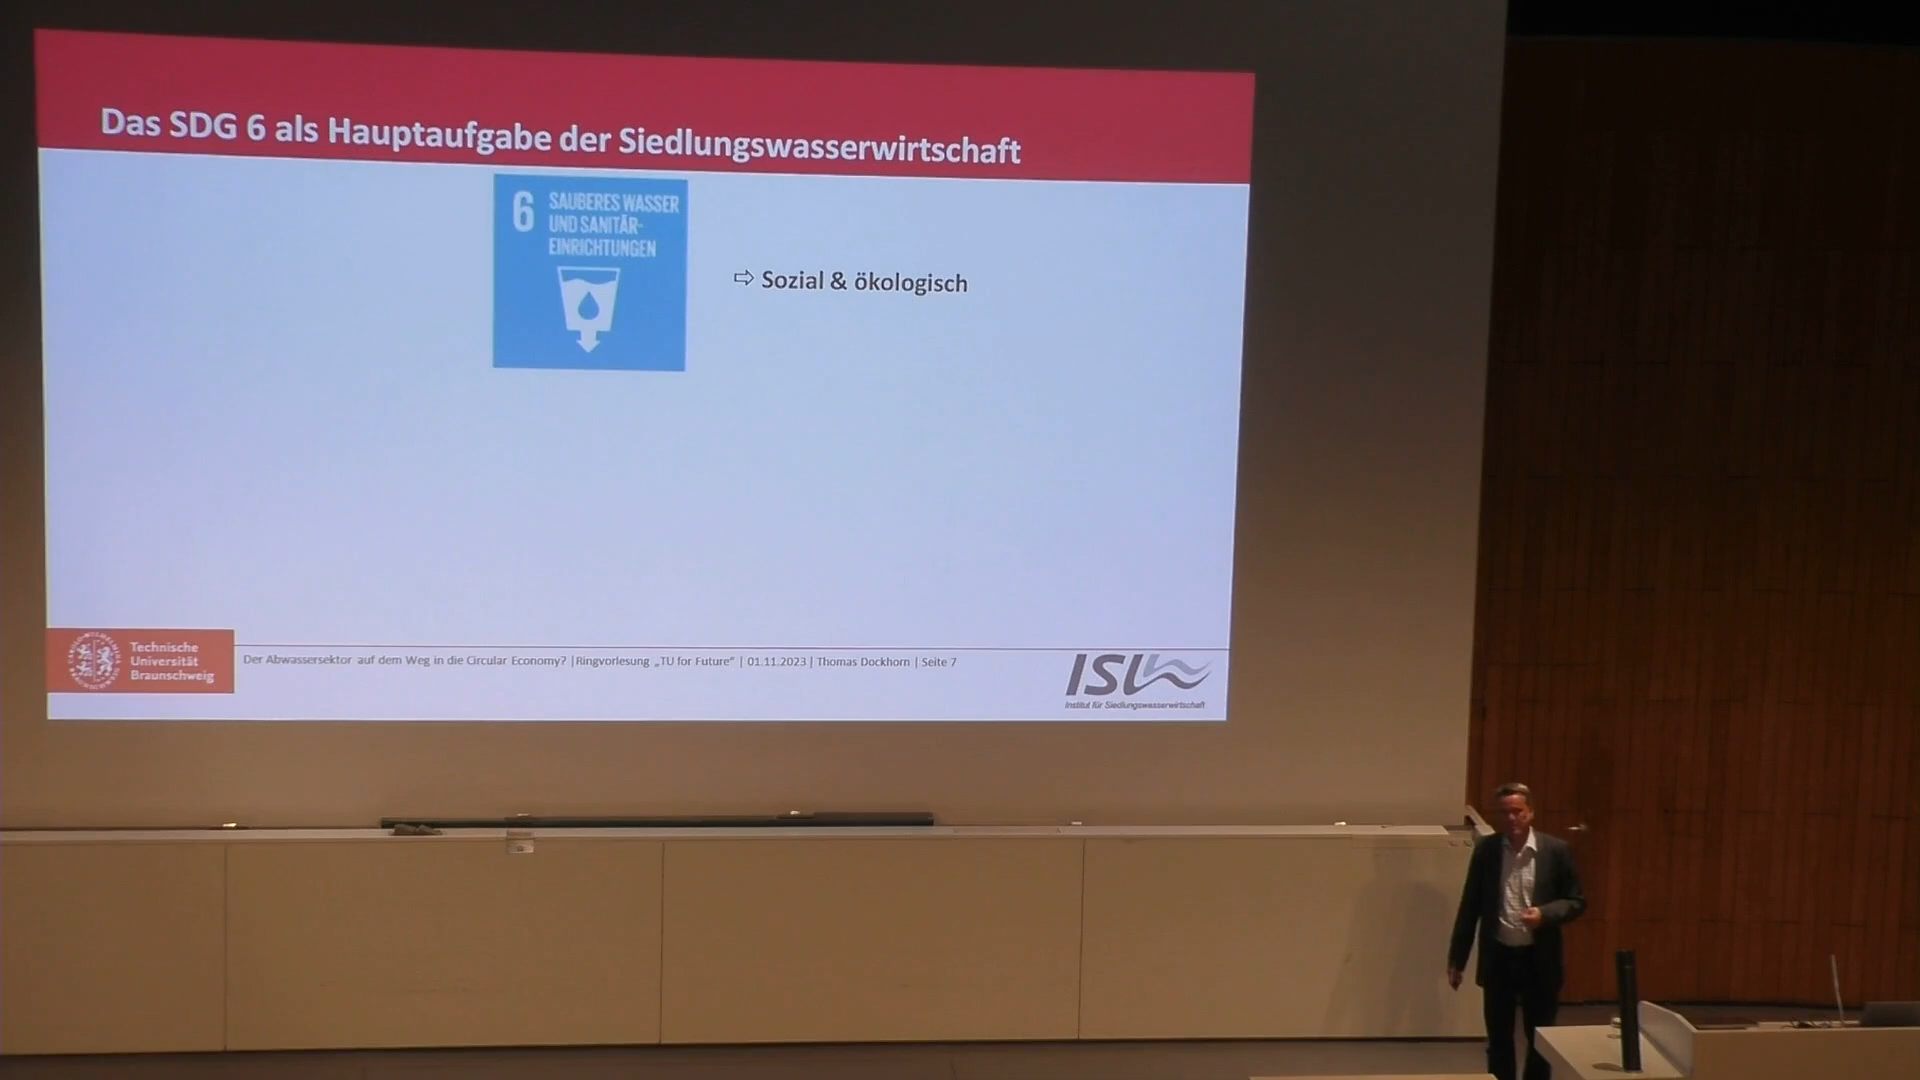 Das SDG 6 als Hauptaufgabe der Siedlungswasserwirtschaft
6 SAUBERES WASSER
UND SANITÄR-
EINRICHTUNGEN
⇨ Sozial & ökologisch
Technische
Universität
Braunschweig
Der Abwassersektor auf dem Weg in die Circular Economy? |Ringvorlesung „TU for Future“ | 01.11.2023 | Thomas Dockhorn | Seite 7
ISW
Institut für Siedlungswasserwirtschaft